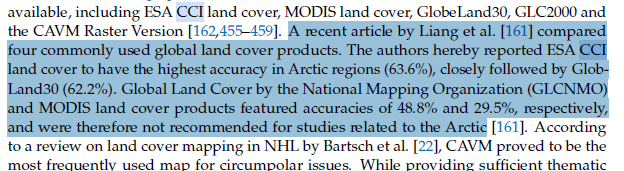 available, including ESA CCI land cover, MODIS land cover, GlobeLand30, GLC2000 and
the CAVM Raster Version [162,455–459]. A recent article by Liang et al. [161] compared
four commonly used global land cover products. The authors hereby reported ESA CCI
land cover to have the highest accuracy in Arctic regions (63.6%), closely followed by Glob-
Land30 (62.2%). Global Land Cover by the National Mapping Organization (GLCNMO)
and MODIS land cover products featured accuracies of 48.8% and 29.5%, respectively,
and were therefore not recommended for studies related to the Arctic [161]. According
to a review on land cover mapping in NHL by Bartsch et al. [22], CAVM proved to be the
most frequently used map for circumpolar issues. While providing sufficient thematic